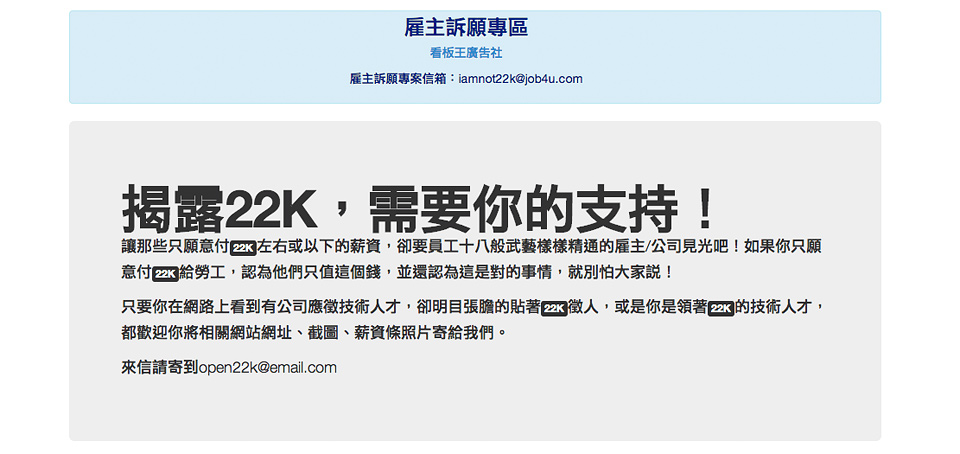 雇主訴願專區
看板王廣告社
雇主訴願專案信箱：iamnot22k@job4u.com
揭露22K，需要你的支持！
讓那些只願意付22K左右或以下的薪資，卻要員工十八般武藝樣樣精通的雇主/公司見光吧！如果你只願
意付22K給勞工，認為他們只值這個錢，並還認為這是對的事情，就別怕大家說！
只要你在網路上看到有公司應徵技術人才，卻明目張膽的貼著22K徵人，或是你是領著22K的技術人才，
都歡迎你將相關網站網址、截圖、薪資條照片寄給我們。
來信請寄到open22k@email.com